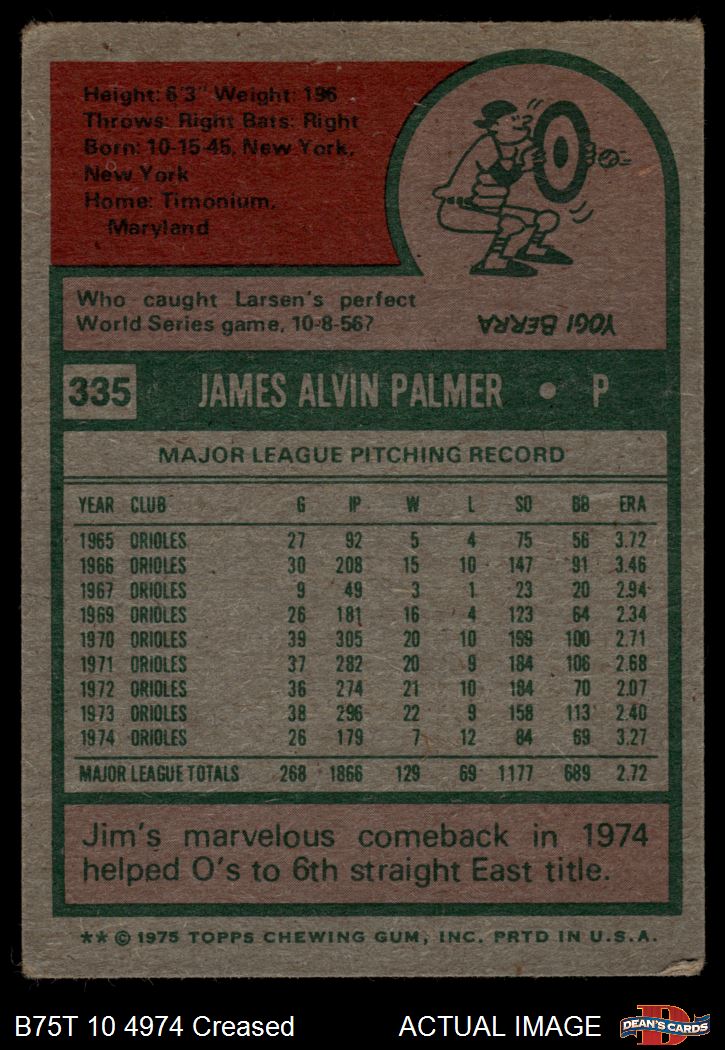 Height: 6'3" Weight: 196
Throws: Right Bats: Right
Born: 10-15-45, New York,
New York
Home: Timonium,
Maryland
Who caught Larsen's perfect
World Series game, 10-8-56?
YOGI BERRA
335 JAMES ALVIN PALMER • P
MAJOR LEAGUE PITCHING RECORD
YEAR CLUB G IP W L SO BB ERA
1965 ORIOLES 27 92 5 4 75 56 3.72
1966 ORIOLES 30 208 15 10 147 91 3.46
1967 ORIOLES 9 49 3 1 23 20 2.94
1969 ORIOLES 26 181 16 4 123 64 2.34
1970 ORIOLES 39 305 20 10 199 100 2.71
1971 ORIOLES 37 282 20 9 184 106 2.68
1972 ORIOLES 36 274 21 10 184 70 2.07
1973 ORIOLES 38 296 22 9 158 113 2.40
1974 ORIOLES 26 179 7 12 84 69 3.27
MAJOR LEAGUE TOTALS 268 1866 129 69 1177 689 2.72
Jim's marvelous comeback in 1974
helped O's to 6th straight East title.
** © 1975 TOPPS CHEWING GUM, INC. PRTD IN U.S.A.
B75T 10 4974 Creased ACTUAL IMAGE D DEAN'S CARDS